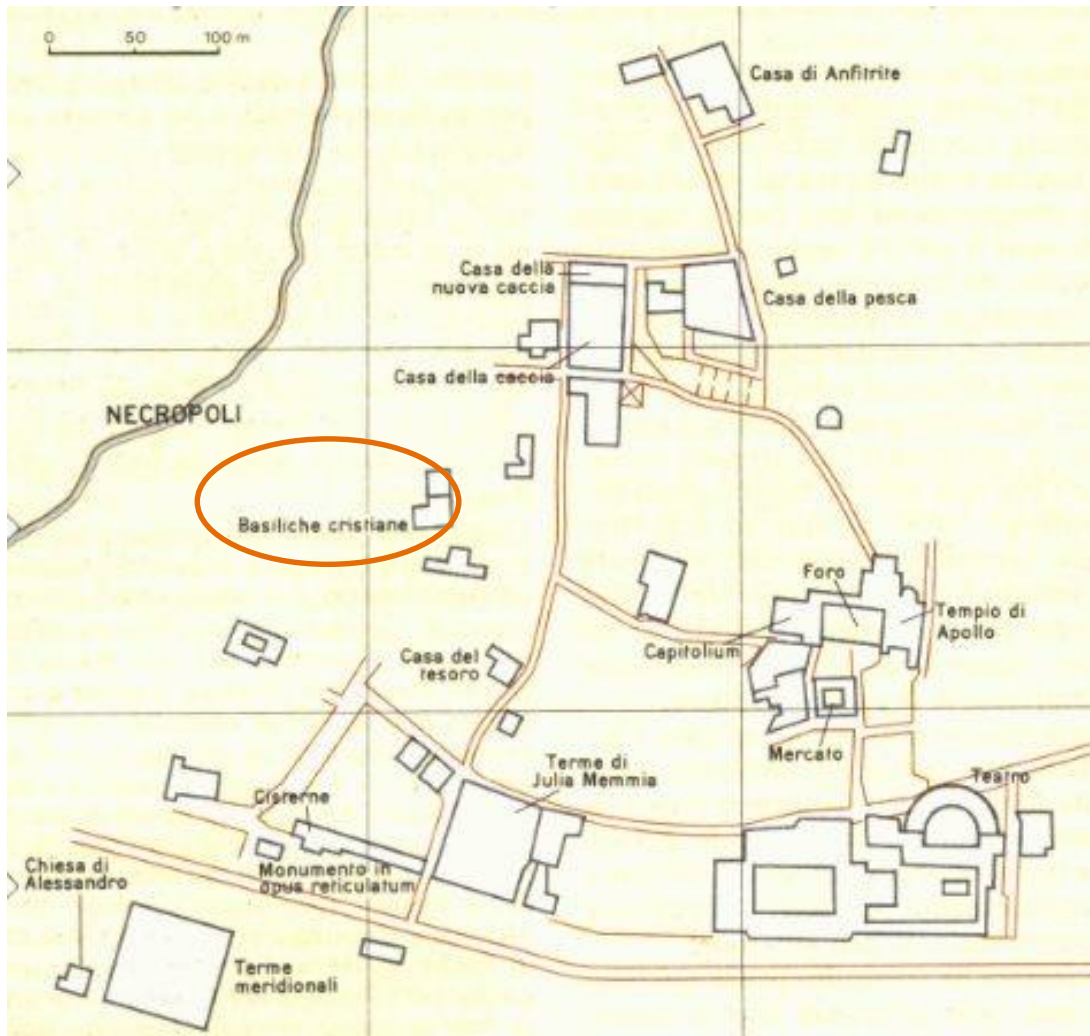 0 50 100 m
Casa di Anfitrite
Casa della
nuova caccia
Casa della pesca
Casa della caccia
NECROPOLI
Basiliche cristiane
Foro
Tempio di
Apollo
Capitolium
Casa del
tesoro
Mercato
Terme di
Julia Memmia
Teatro
Cisterne
Monumento in
opus reticulatum
Chiesa di
Alessandro
Terme
meridionali